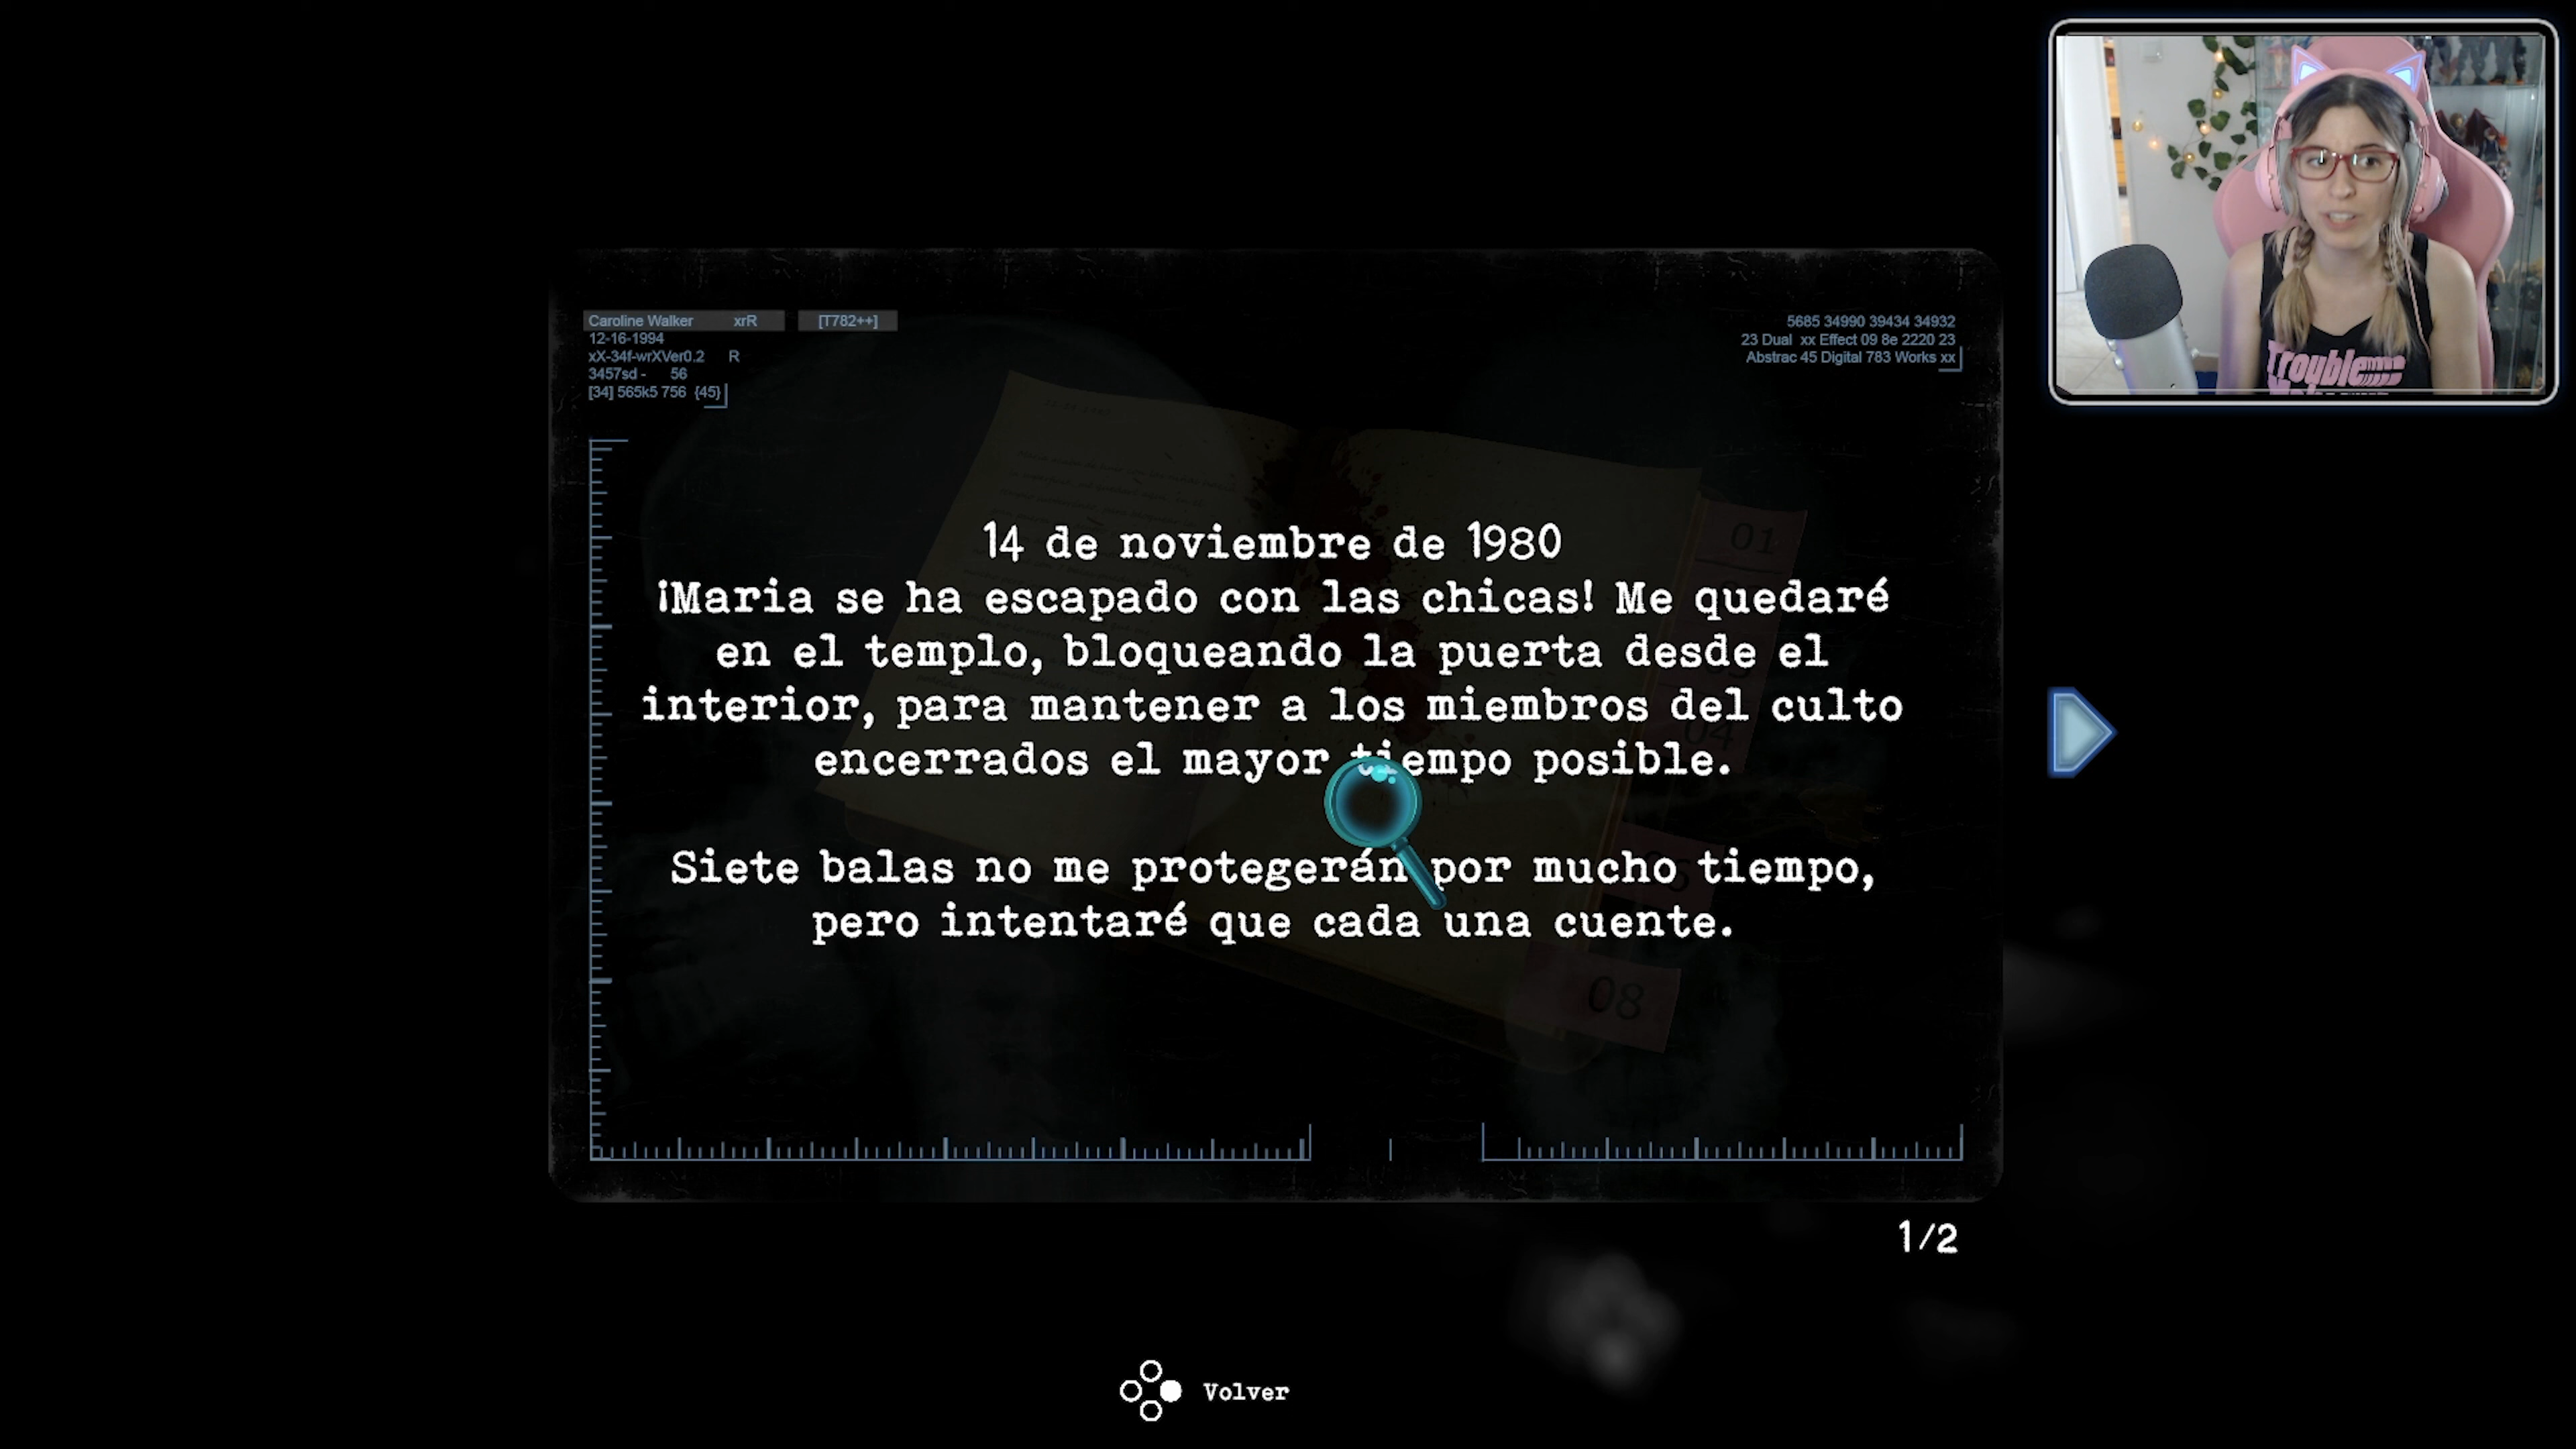 Caroline Walker xrR [T782++]
12-16-1994
xX-34f-wrXVer0.2 R
3457sd - 56
[34] 565k5 756 {45}
5685 34990 39434 34932
23 Dual xx Effect 09 8e 2220 23
Abstrac 45 Digital 783 Works xx
Trouble
01
04
08
14 de noviembre de 1980
¡Maria se ha escapado con las chicas! Me quedaré
en el templo, bloqueando la puerta desde el
interior, para mantener a los miembros del culto
encerrados el mayor tiempo posible.
Siete balas no me protegerán por mucho tiempo,
pero intentaré que cada una cuente.
1/2
Volver